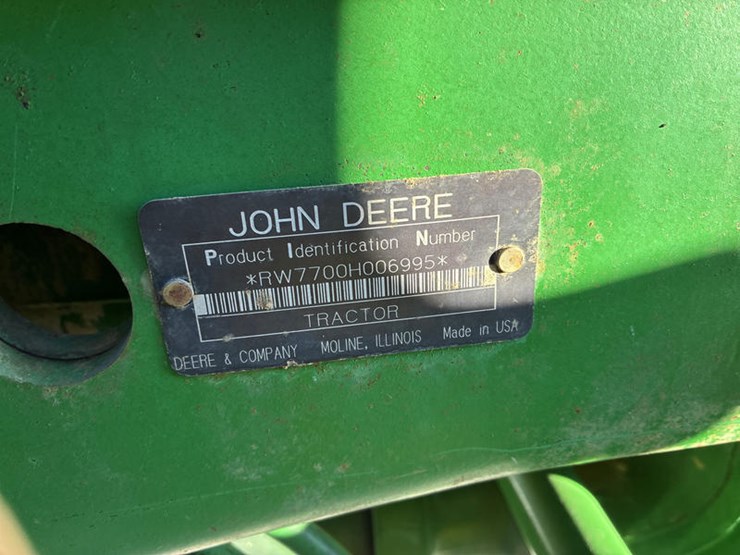 JOHN DEERE
Product Identification Number
*RW7700H006995*
TRACTOR
DEERE & COMPANY MOLINE, ILLINOIS Made in USA